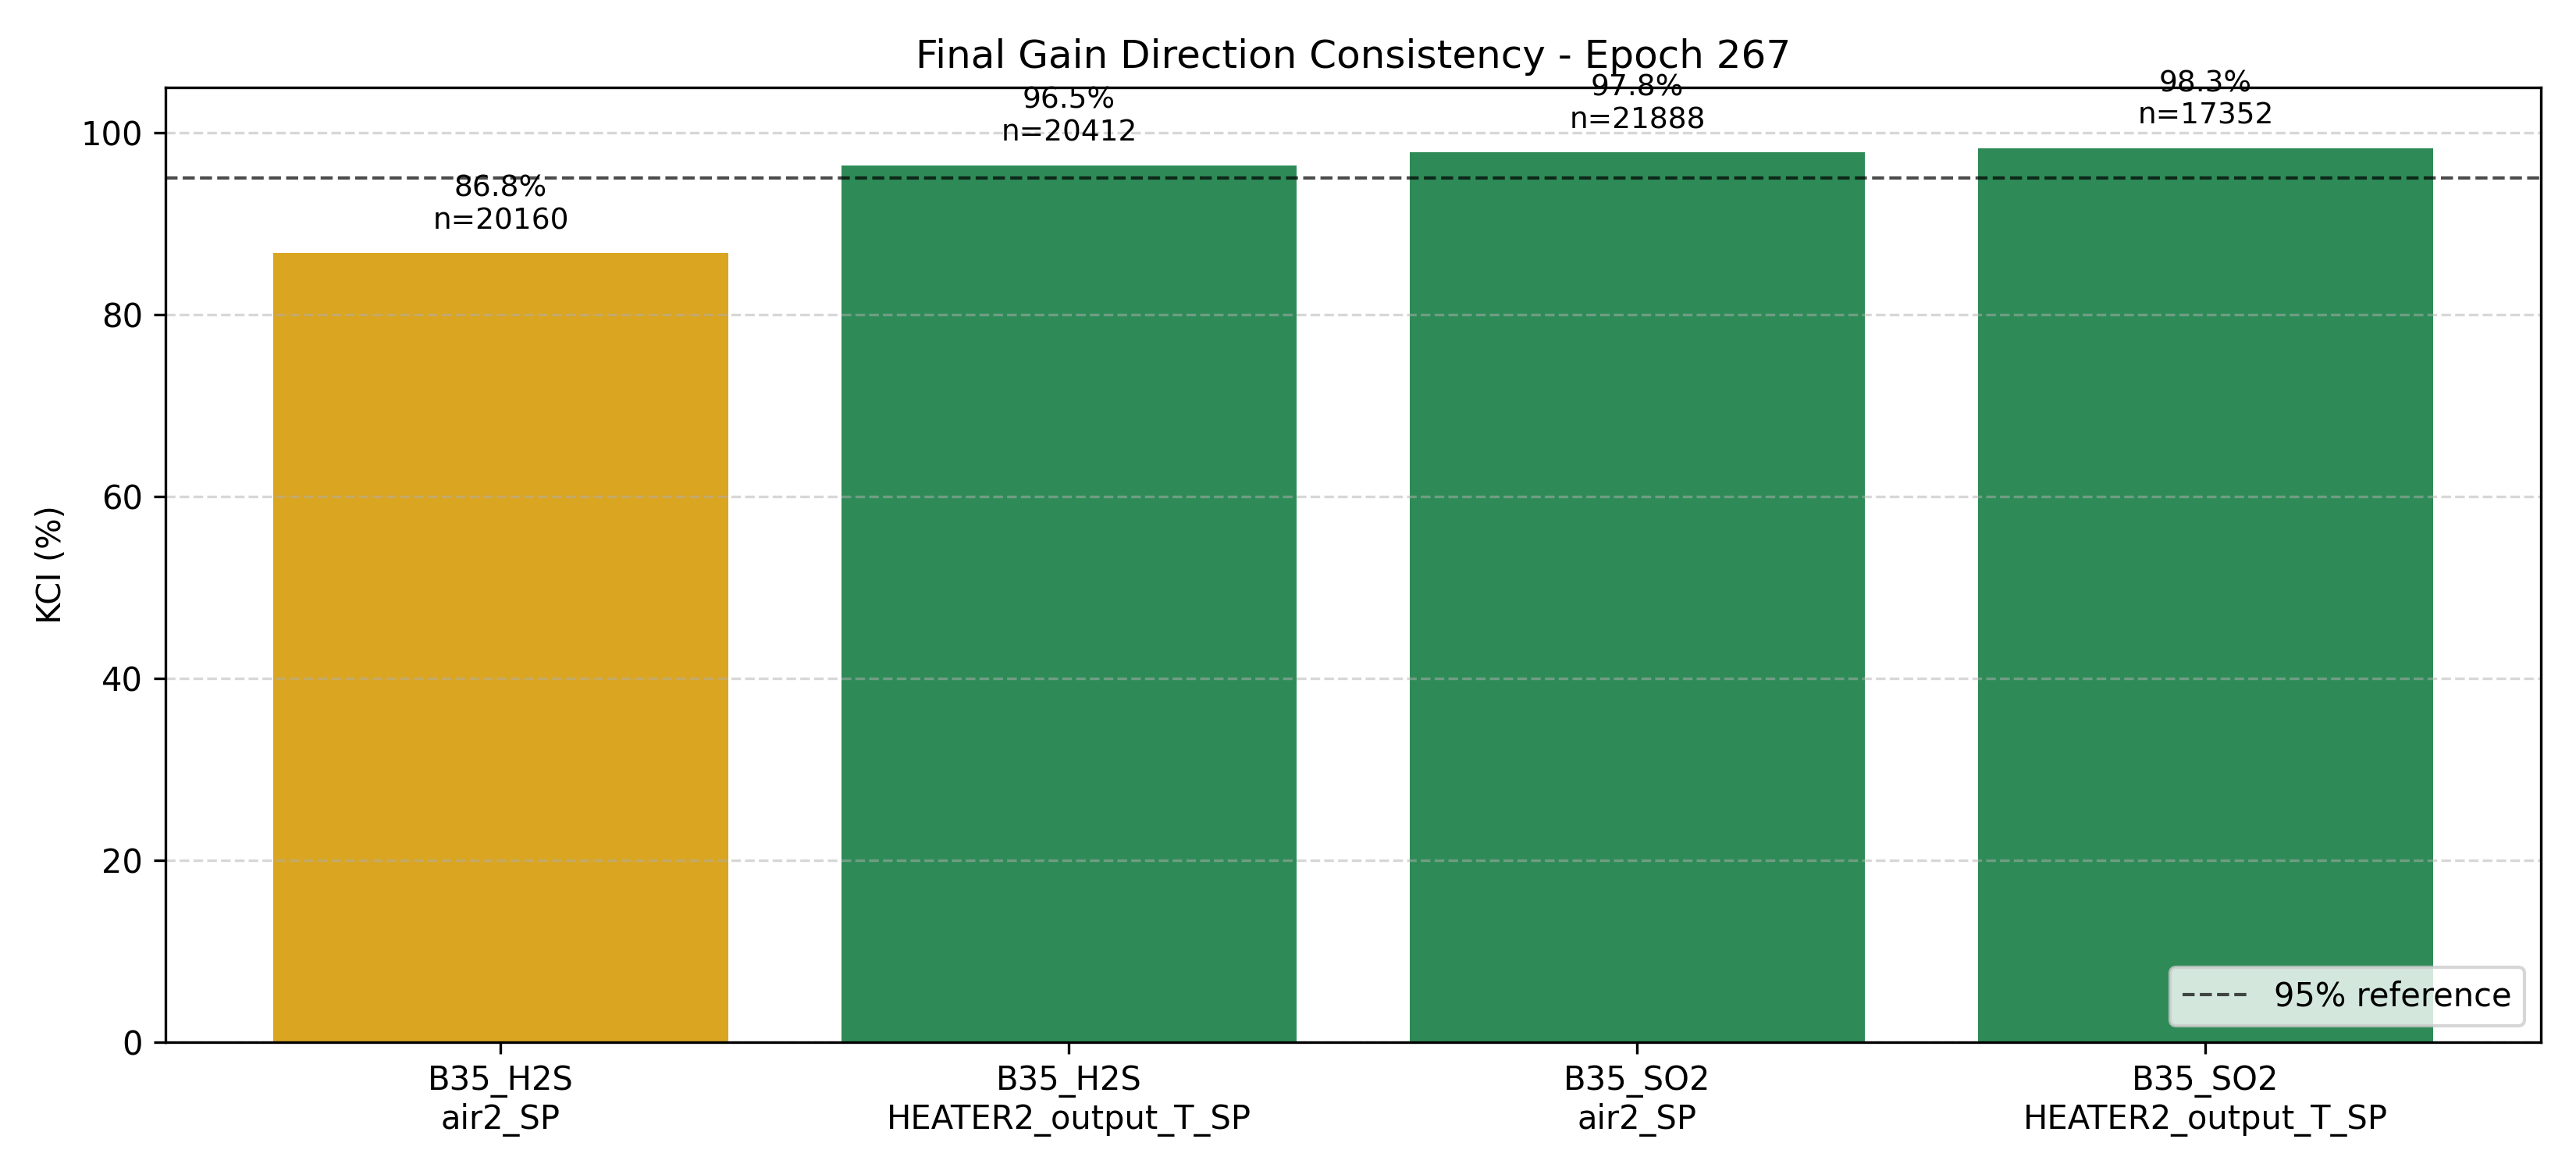 Final Gain Direction Consistency - Epoch 267
KCI (%)
100
80
60
40
20
0
86.8%
n=20160
96.5%
n=20412
97.8%
n=21888
98.3%
n=17352
95% reference
B35_H2S
air2_SP
B35_H2S
HEATER2_output_T_SP
B35_SO2
air2_SP
B35_SO2
HEATER2_output_T_SP